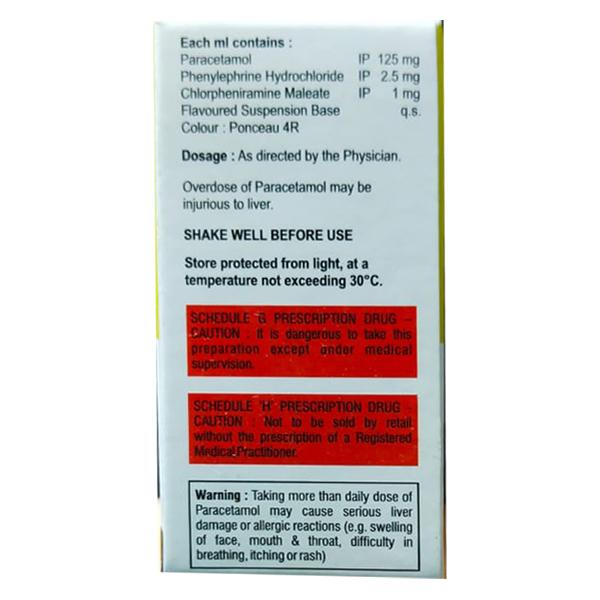 Each ml contains :
Paracetamol IP 125 mg
Phenylephrine Hydrochloride IP 2.5 mg
Chlorpheniramine Maleate IP 1 mg
Flavoured Suspension Base q.s.
Colour : Ponceau 4R
Dosage : As directed by the Physician.
Overdose of Paracetamol may be
injurious to liver.
SHAKE WELL BEFORE USE
Store protected from light, at a
temperature not exceeding 30°C.
SCHEDULE G PRESCRIPTION DRUG –
CAUTION : It is dangerous to take this
preparation except under medical
supervision.
SCHEDULE 'H' PRESCRIPTION DRUG -
CAUTION : Not to be sold by retail
without the prescription of a Registered
Medical Practitioner.
Warning : Taking more than daily dose of
Paracetamol may cause serious liver
damage or allergic reactions (e.g. swelling
of face, mouth & throat, difficulty in
breathing, itching or rash)